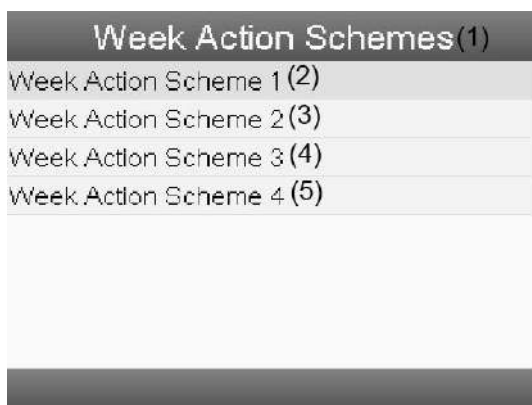 Week Action Schemes(1)
Week Action Scheme 1(2)
Week Action Scheme 2(3)
Week Action Scheme 3(4)
Week Action Scheme 4(5)